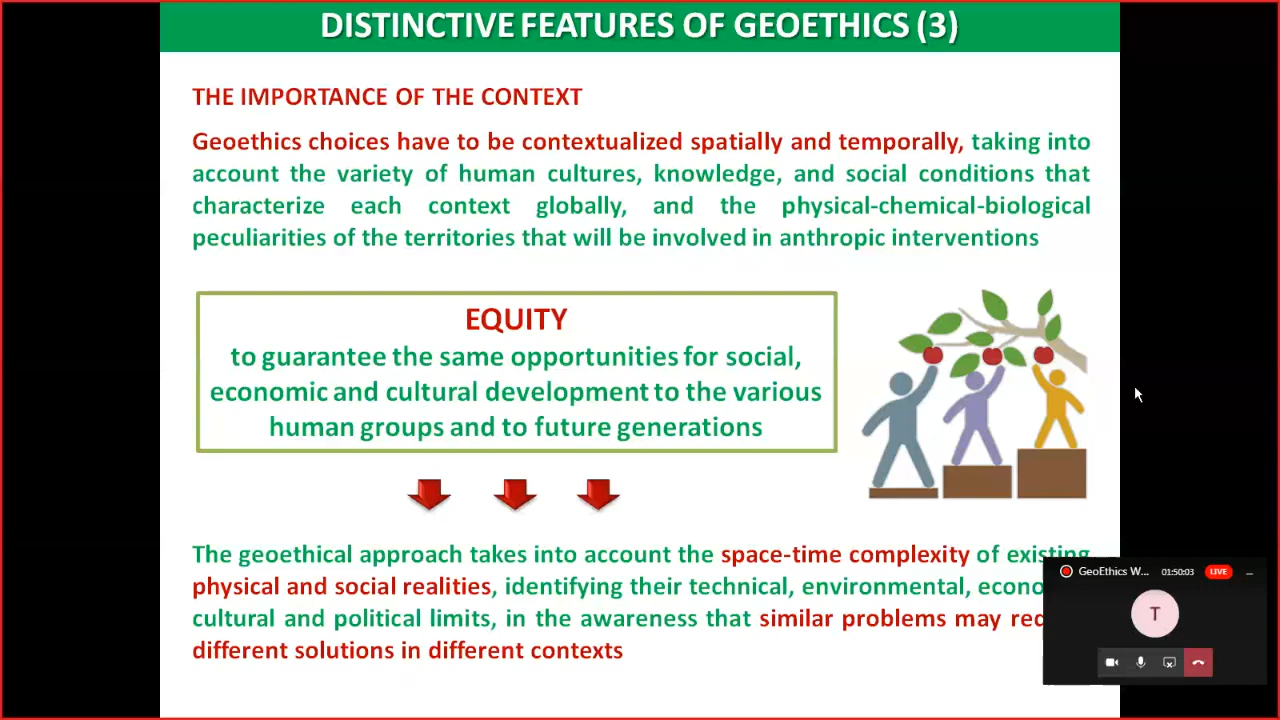 DISTINCTIVE FEATURES OF GEOETHICS (3)
THE IMPORTANCE OF THE CONTEXT
Geoethics choices have to be contextualized spatially and temporally, taking into
account the variety of human cultures, knowledge, and social conditions that
characterize each context globally, and the physical-chemical-biological
peculiarities of the territories that will be involved in anthropic interventions
EQUITY
to guarantee the same opportunities for social,
economic and cultural development to the various
human groups and to future generations
The geoethical approach takes into account the space-time complexity of existing
physical and social realities, identifying their technical, environmental,
cultural and political limits, in the awareness that similar problems may
different solutions in different contexts
GeoEthics W... 01:50:03 LIVE
T